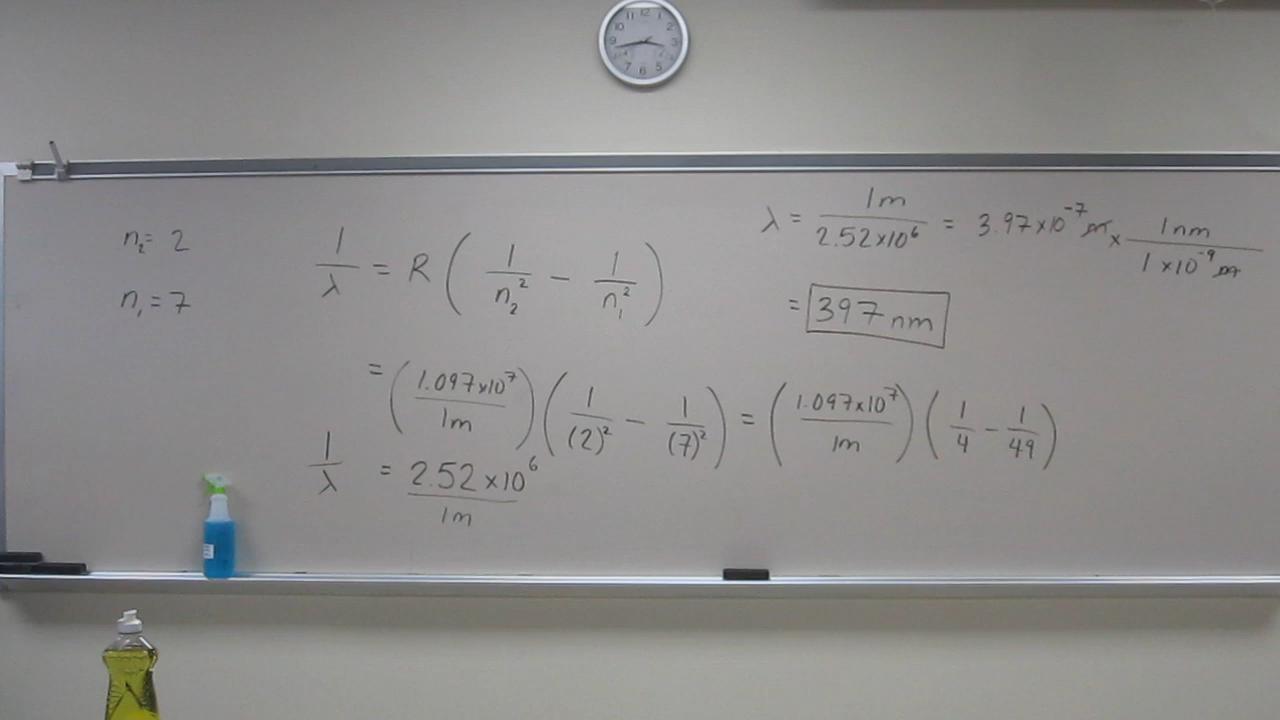 n₂ = 2
n₁ = 7
1/λ = R ( 1/n₂² − 1/n₁² )
= ( 1.097×10⁷ / 1m ) ( 1/(2)² − 1/(7)² ) = ( 1.097×10⁷ / 1m ) ( 1/4 − 1/49 )
1/λ = 2.52×10⁶ / 1m
λ = 1m / 2.52×10⁶ = 3.97×10⁻⁷ m × 1nm / 1×10⁻⁹ m
= 397 nm